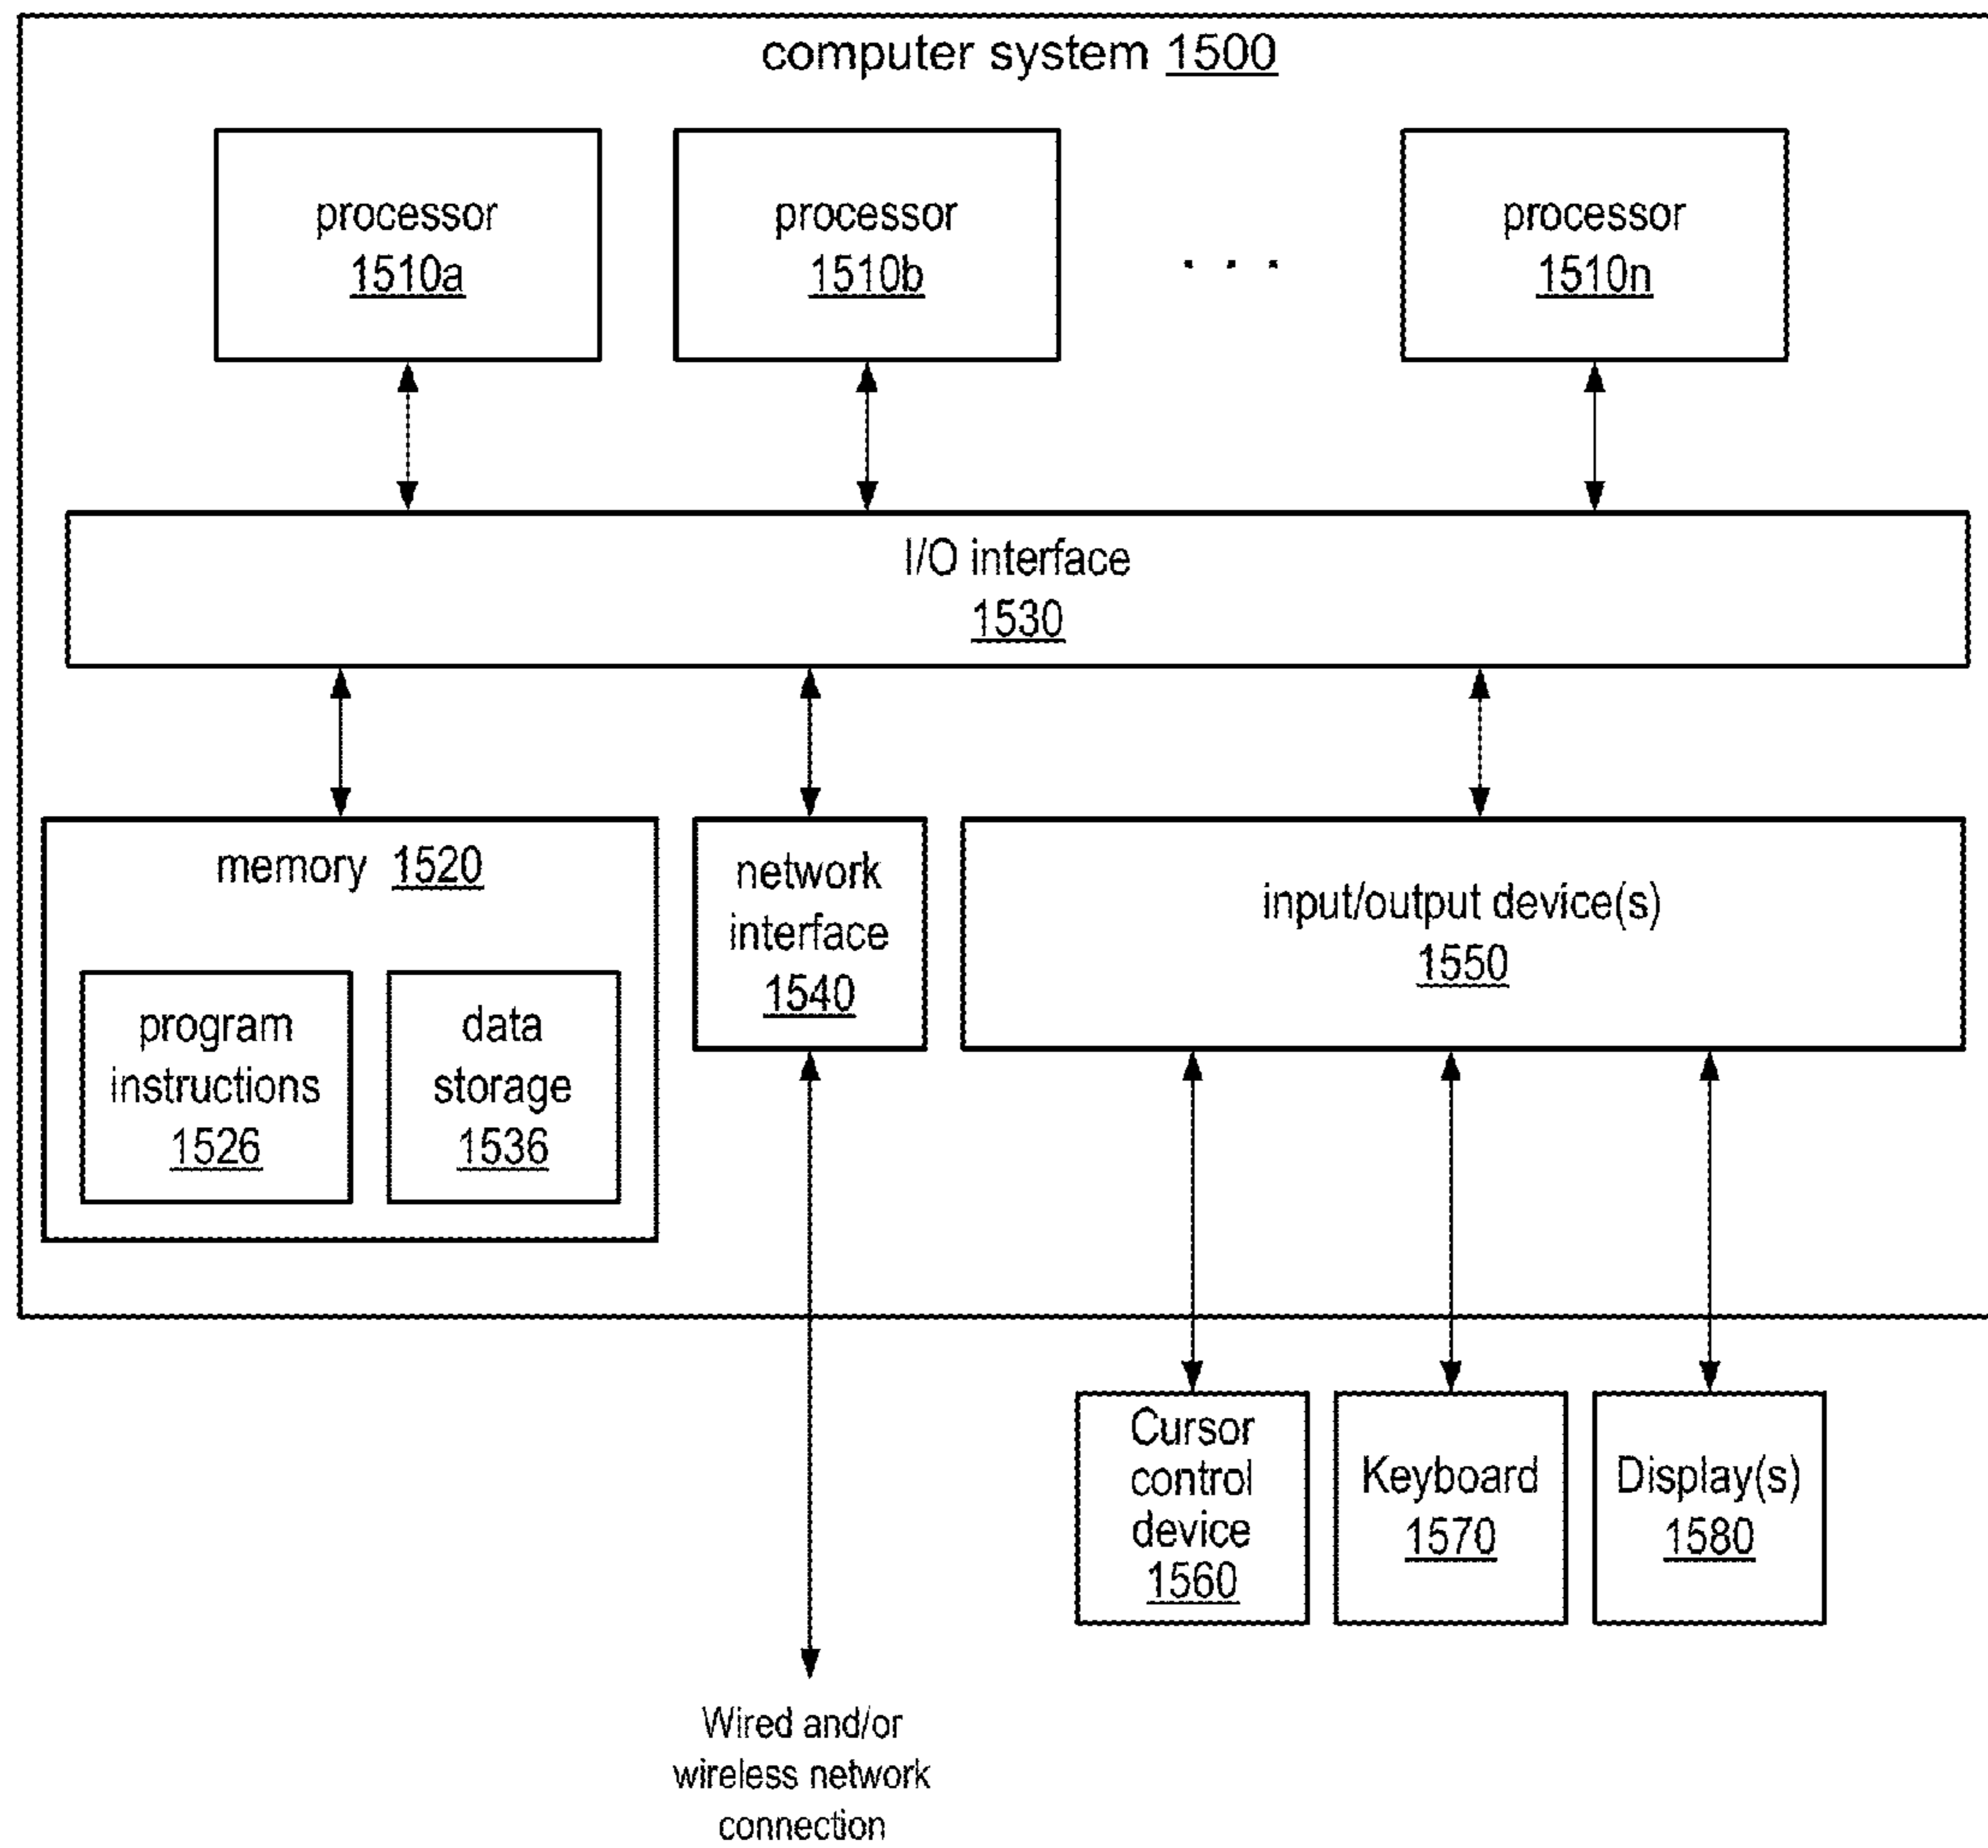 computer system 1500
processor
1510a
processor
1510b
. . .
processor
1510n
I/O interface
1530
memory 1520
program
instructions
1526
data
storage
1536
network
interface
1540
input/output device(s)
1550
Cursor
control
device
1560
Keyboard
1570
Display(s)
1580
Wired and/or
wireless network
connection